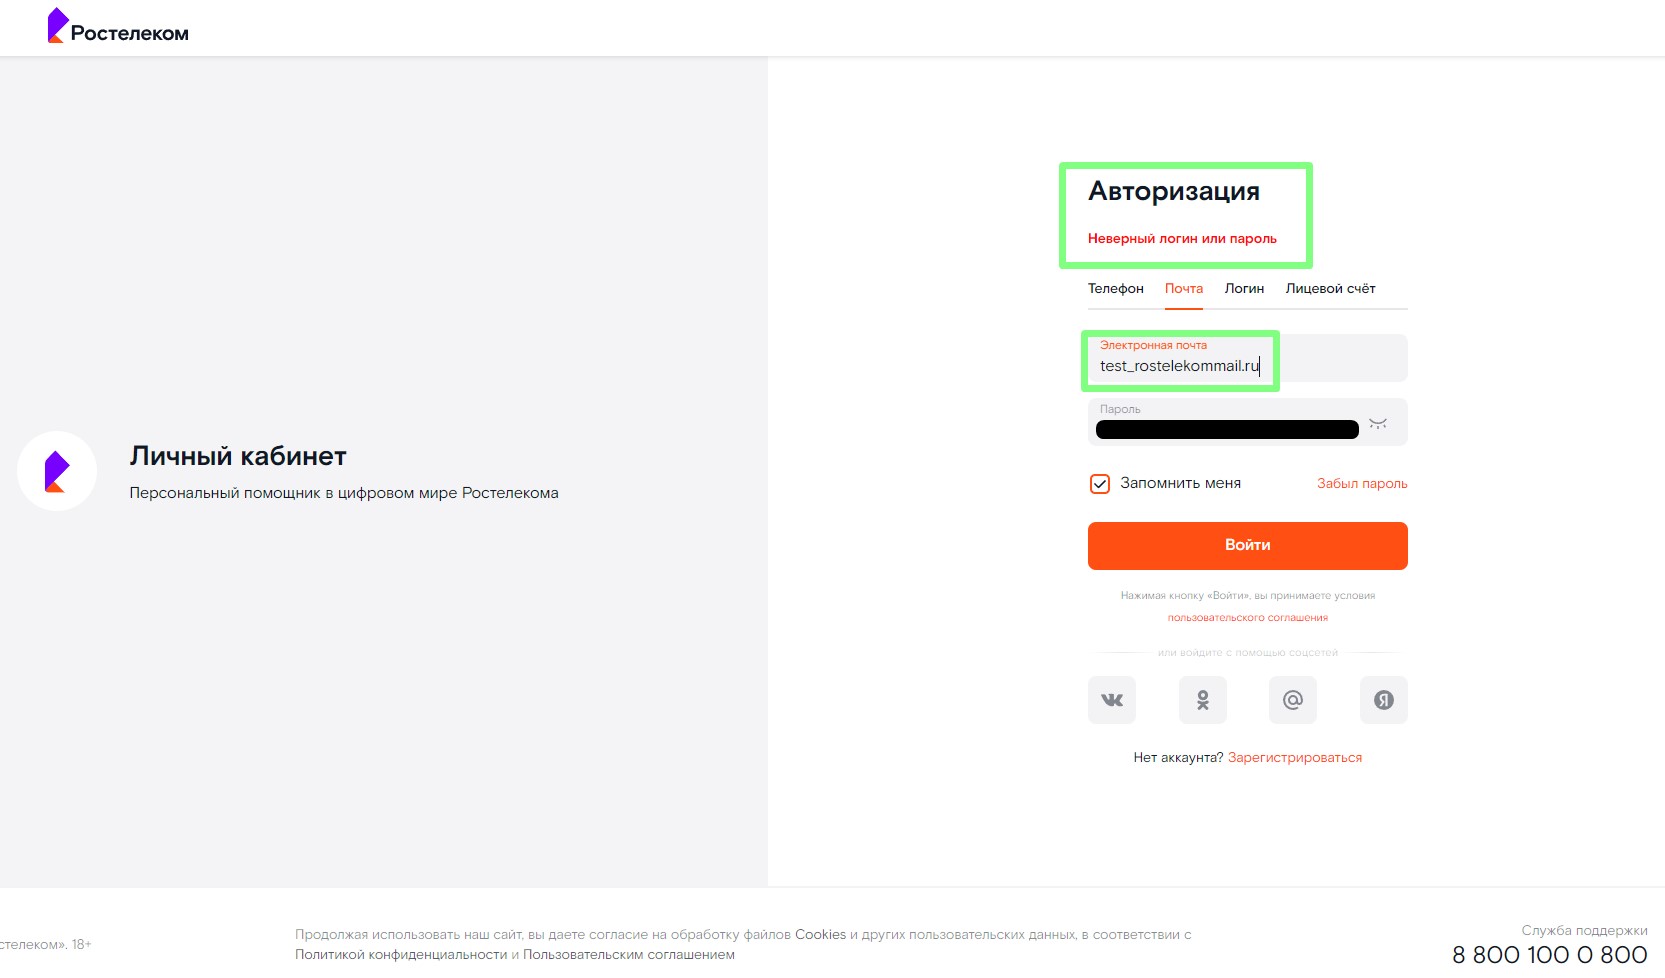 Ростелеком
Авторизация
Неверный логин или пароль
Телефон Почта Логин Лицевой счёт
Электронная почта
test_rostelekommail.ru
Пароль
Запомнить меня Забыл пароль
Войти
Нажимая кнопку «Войти», вы принимаете условия
пользовательского соглашения
или войдите с помощью соцсетей
Нет аккаунта? Зарегистрироваться
Личный кабинет
Персональный помощник в цифровом мире Ростелекома
стелеком». 18+
Продолжая использовать наш сайт, вы даете согласие на обработку файлов Cookies и других пользовательских данных, в соответствии с
Политикой конфиденциальности и Пользовательским соглашением
Служба поддержки
8 800 100 0 800